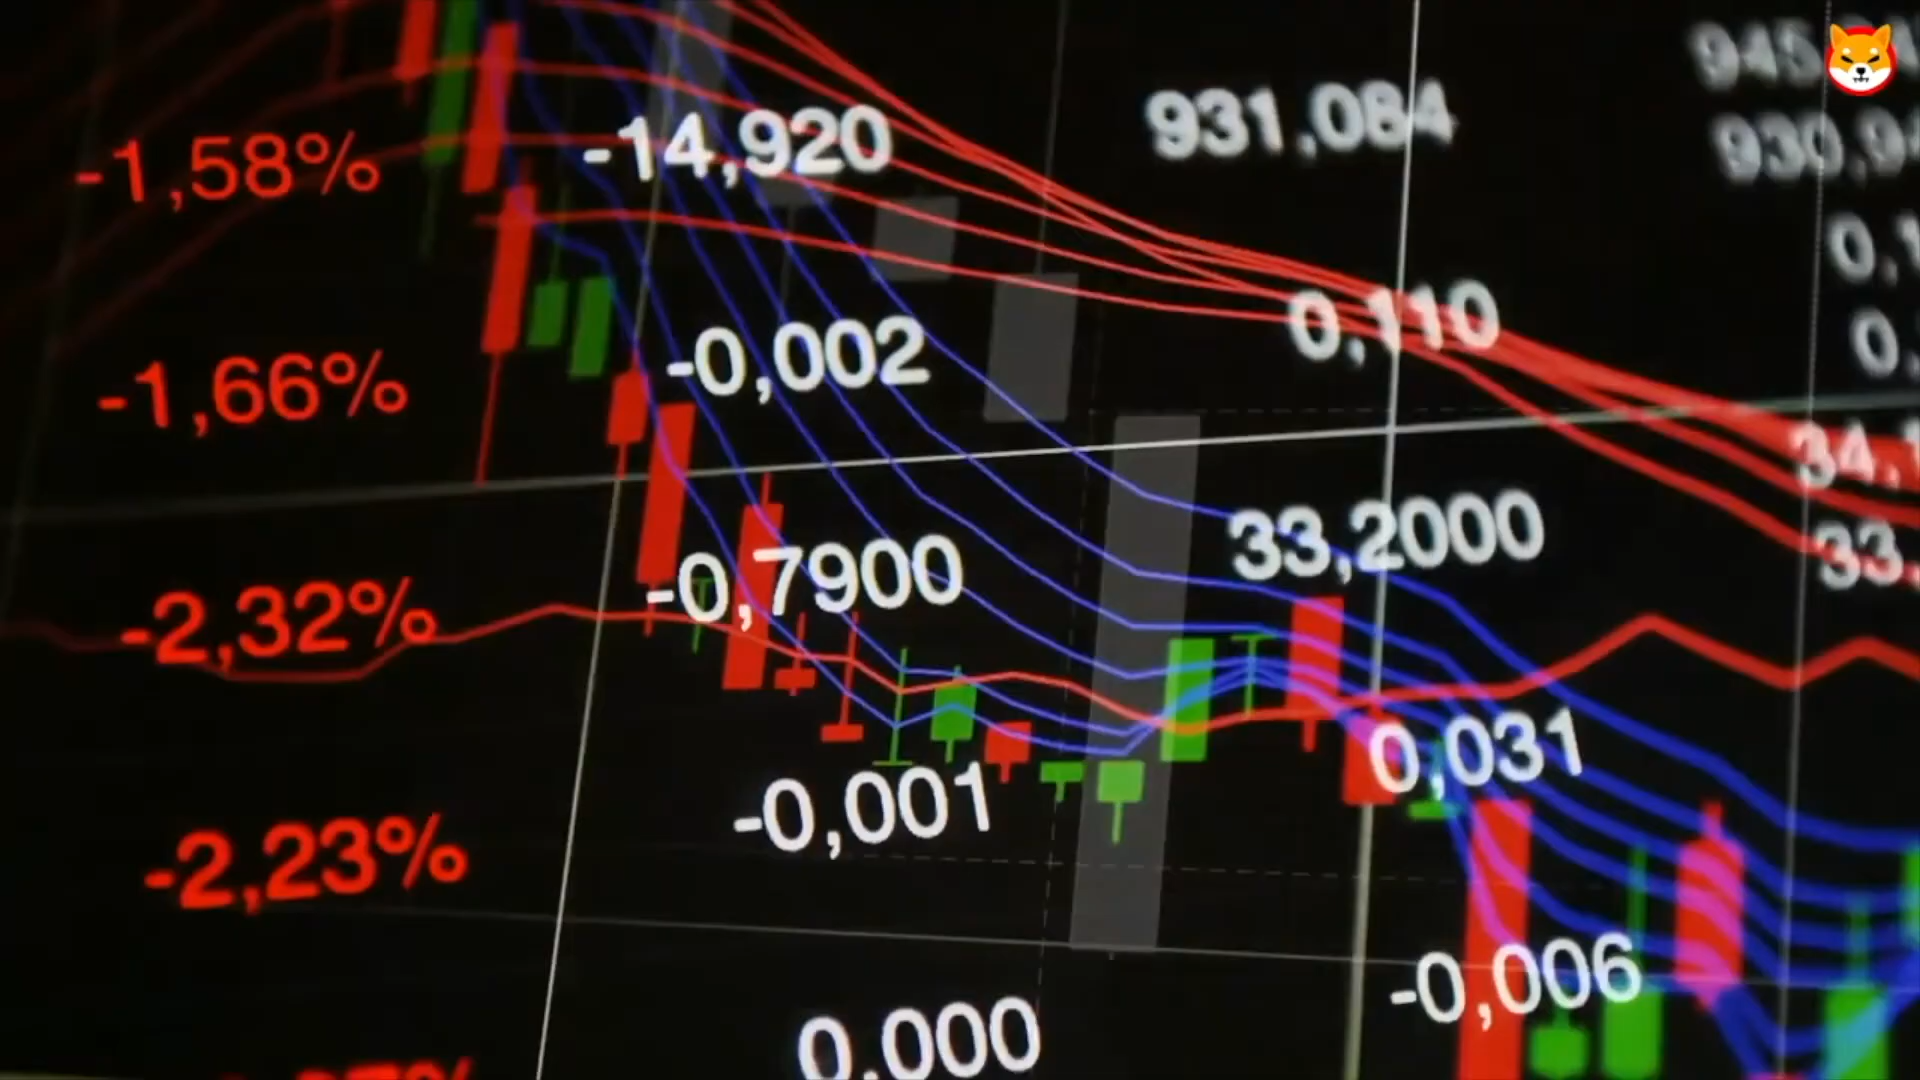 -1,58% -14,920 931,084
-1,66% -0,002 0,110
-2,32% -0,7900 33,2000
-2,23% -0,001 0,031
0,000 -0,006